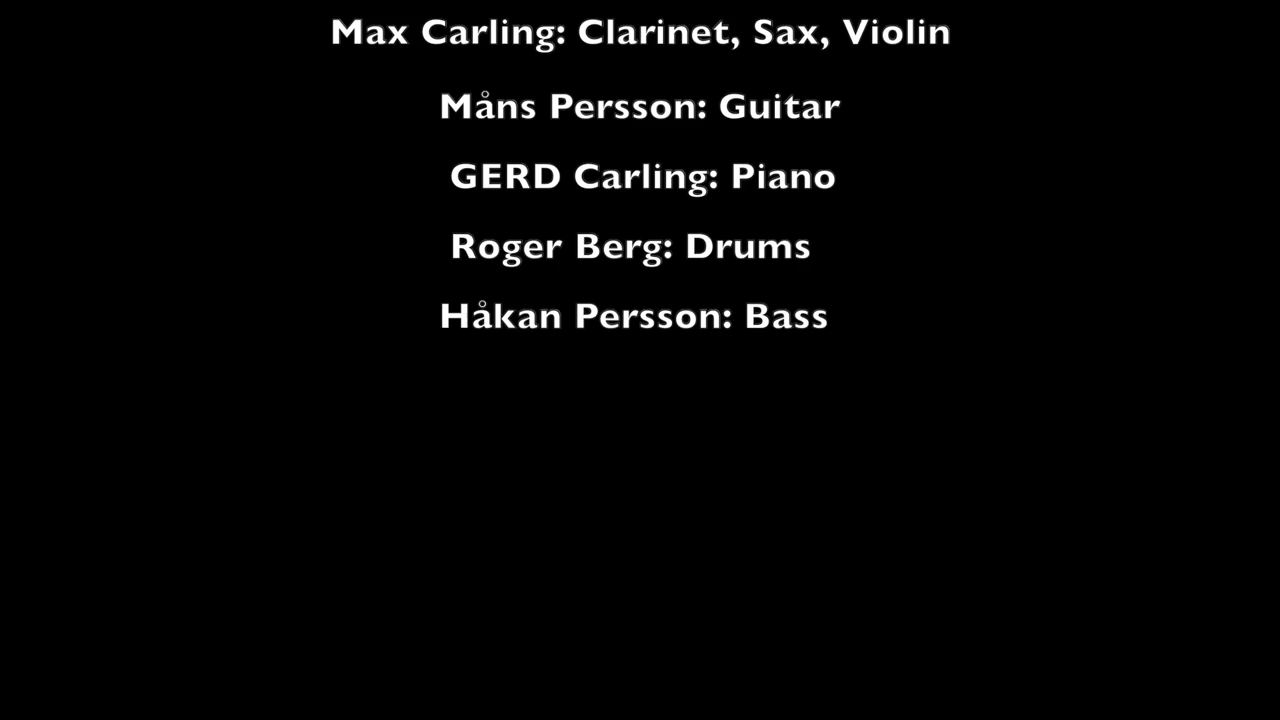 Max Carling: Clarinet, Sax, Violin
Måns Persson: Guitar
GERD Carling: Piano
Roger Berg: Drums
Håkan Persson: Bass